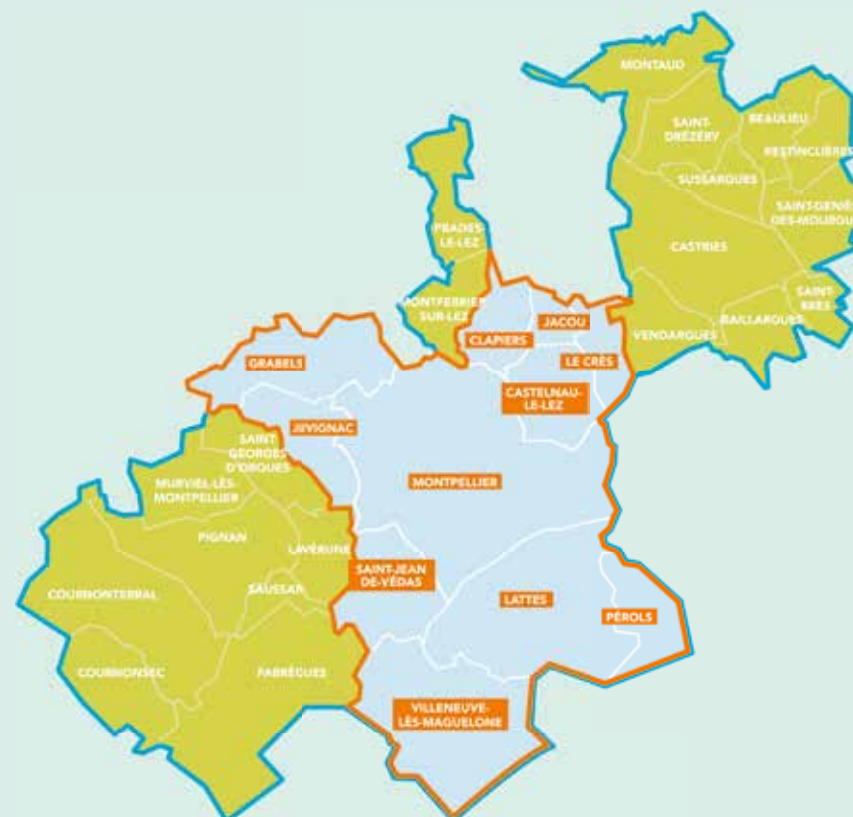 MONTAUD
SAINT-
DRÉZÉRY
BEAULIEU
RESTINCLIÈRES
SUSSARGUES
SAINT-GENIÈS
DES-MOURGUES
CASTRIES
SAINT-
BRÈS
BAILLARGUES
VENDARGUES
PRADES-
LE-LEZ
MONTFERRIER
SUR-LEZ
CLAPIERS
JACOU
LE CRÈS
CASTELNAU-
LE-LEZ
GRABELS
JUVIGNAC
SAINT
GEORGES
D'ORQUES
MURVIEL-LÈS
MONTPELLIER
MONTPELLIER
PIGNAN
LAVÉRUNE
SAUSSAN
SAINT-JEAN
DE-VÉDAS
COURNONTERRAL
LATTES
PÉROLS
COURNONSEC
FABRÈGUES
VILLENEUVE-
LÈS-MAGUELONE